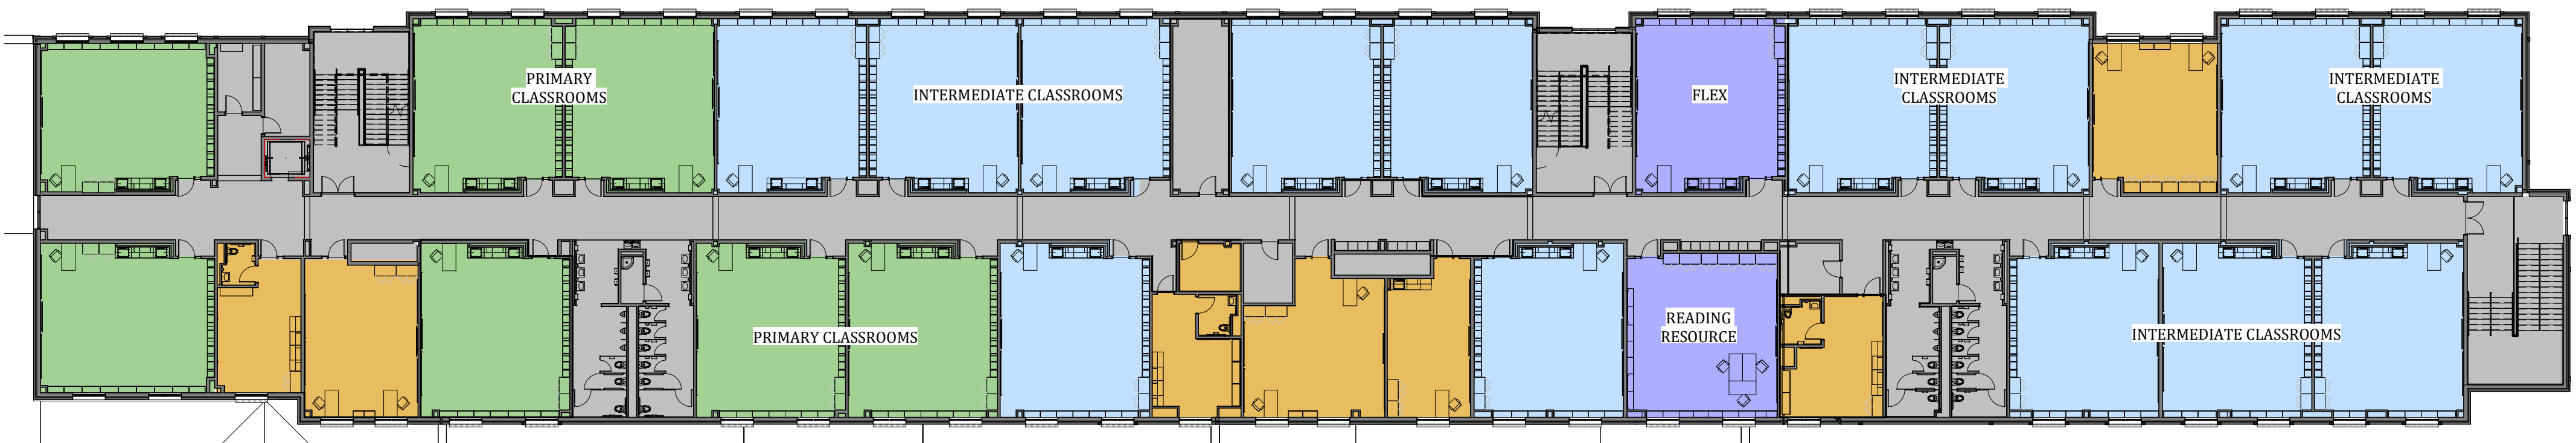 PRIMARY
CLASSROOMS
INTERMEDIATE CLASSROOMS
FLEX
INTERMEDIATE
CLASSROOMS
INTERMEDIATE
CLASSROOMS
PRIMARY CLASSROOMS
READING
RESOURCE
INTERMEDIATE CLASSROOMS